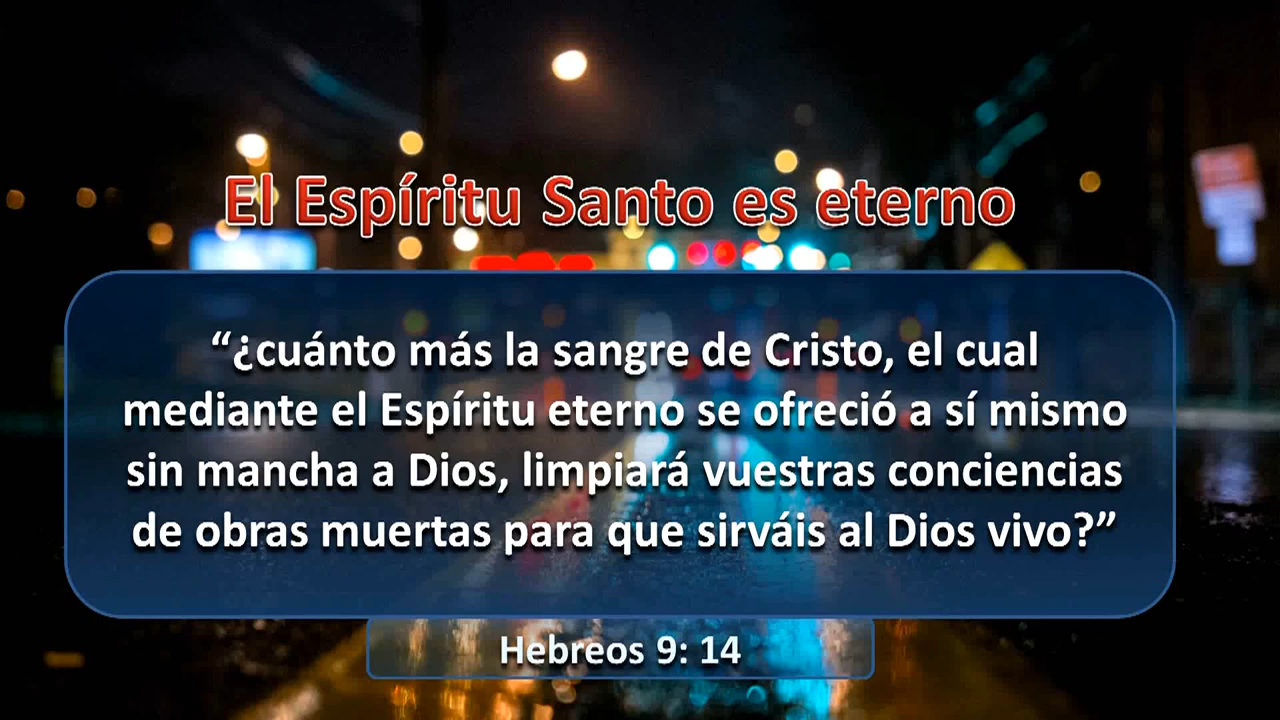 El Espíritu Santo es eterno
“¿cuánto más la sangre de Cristo, el cual
mediante el Espíritu eterno se ofreció a sí mismo
sin mancha a Dios, limpiará vuestras conciencias
de obras muertas para que sirváis al Dios vivo?”
Hebreos 9: 14